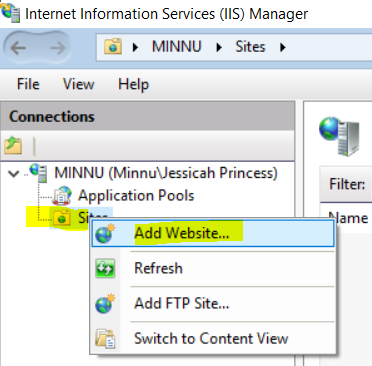 Internet Information Services (IIS) Manager
MINNU Sites
File View Help
Connections
MINNU (Minnu\Jessicah Princess)
Application Pools
Sites
Add Website...
Refresh
Add FTP Site...
Switch to Content View
Filter:
Name